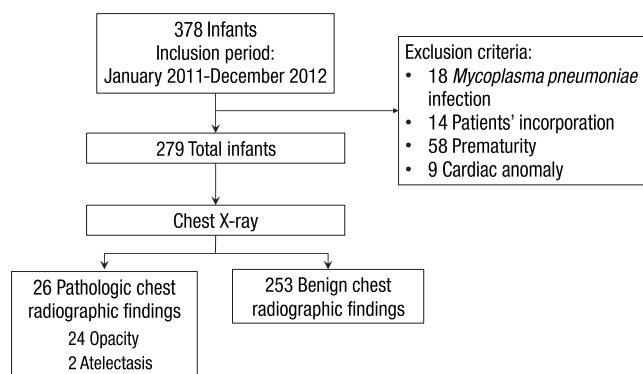 378 Infants
Inclusion period:
January 2011-December 2012
Exclusion criteria:
• 18 Mycoplasma pneumoniae
infection
• 14 Patients' incorporation
• 58 Prematurity
• 9 Cardiac anomaly
279 Total infants
Chest X-ray
26 Pathologic chest
radiographic findings
24 Opacity
2 Atelectasis
253 Benign chest
radiographic findings